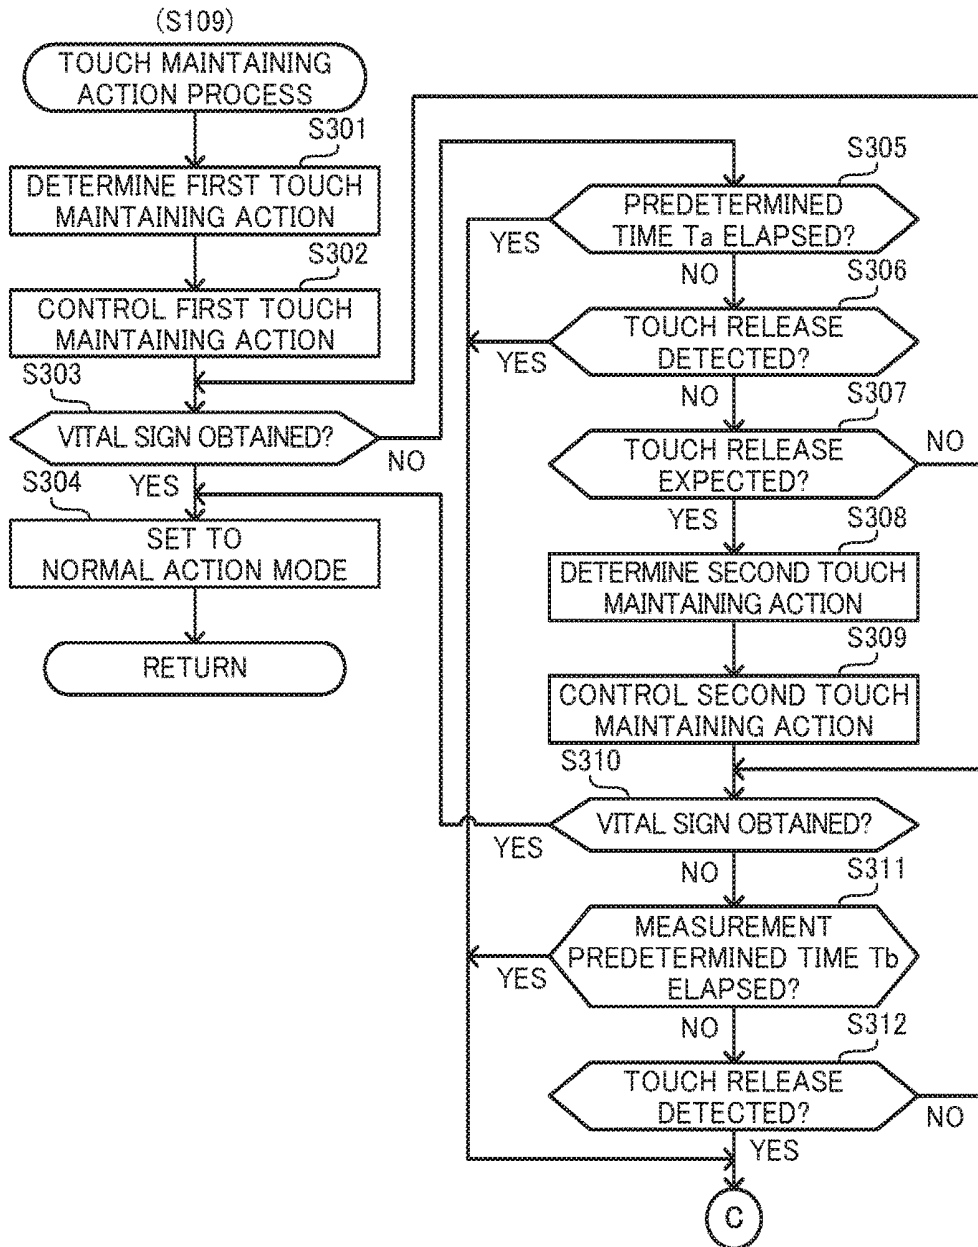 (S109)
TOUCH MAINTAINING
ACTION PROCESS
S301
DETERMINE FIRST TOUCH
MAINTAINING ACTION
S302
CONTROL FIRST TOUCH
MAINTAINING ACTION
S303
VITAL SIGN OBTAINED?
NO
YES
S304
SET TO
NORMAL ACTION MODE
RETURN
S305
PREDETERMINED
TIME Ta ELAPSED?
YES
NO
S306
TOUCH RELEASE
DETECTED?
YES
NO
S307
TOUCH RELEASE
EXPECTED?
NO
YES
S308
DETERMINE SECOND TOUCH
MAINTAINING ACTION
S309
CONTROL SECOND TOUCH
MAINTAINING ACTION
S310
VITAL SIGN OBTAINED?
YES
NO
S311
MEASUREMENT
PREDETERMINED TIME Tb
ELAPSED?
YES
NO
S312
TOUCH RELEASE
DETECTED?
NO
YES
C